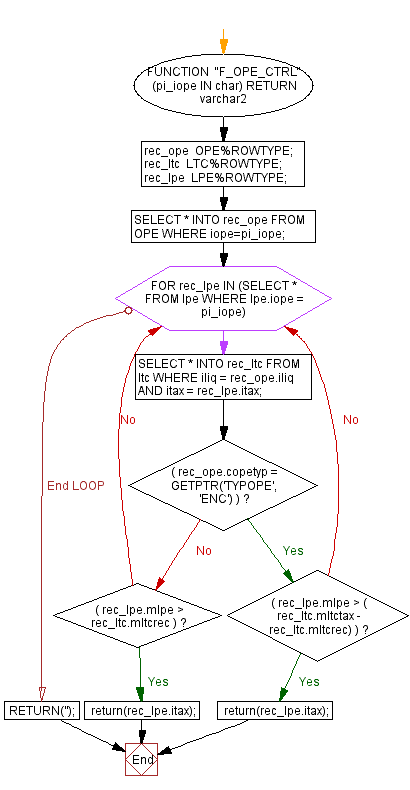 FUNCTION "F_OPE_CTRL"
(pi_iope IN char) RETURN
varchar2
rec_ope OPE%ROWTYPE;
rec_ltc LTC%ROWTYPE;
rec_lpe LPE%ROWTYPE;
SELECT * INTO rec_ope FROM
OPE WHERE iope=pi_iope;
FOR rec_lpe IN (SELECT *
FROM lpe WHERE lpe.iope =
pi_iope)
SELECT * INTO rec_ltc FROM
ltc WHERE iliq = rec_ope.iliq
AND itax = rec_lpe.itax;
No
No
( rec_ope.copetyp =
GETPTR('TYPOPE',
'ENC') ) ?
End LOOP
No
Yes
( rec_lpe.mlpe >
rec_ltc.mltcrec ) ?
( rec_lpe.mlpe > (
rec_ltc.mltctax -
rec_ltc.mltcrec) ) ?
Yes
Yes
RETURN('');
return(rec_lpe.itax);
return(rec_lpe.itax);
End